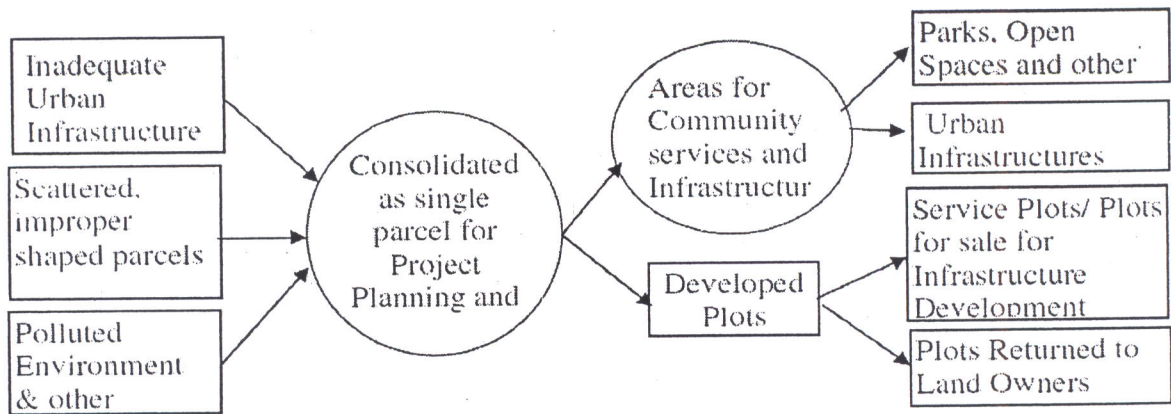 Inadequate
Urban
Infrastructure
Scattered,
improper
shaped parcels
Polluted
Environment
& other
Consolidated
as single
parcel for
Project
Planning and
Areas for
Community
services and
Infrastructur
Developed
Plots
Parks, Open
Spaces and other
Urban
Infrastructures
Service Plots/ Plots
for sale for
Infrastructure
Development
Plots Returned to
Land Owners